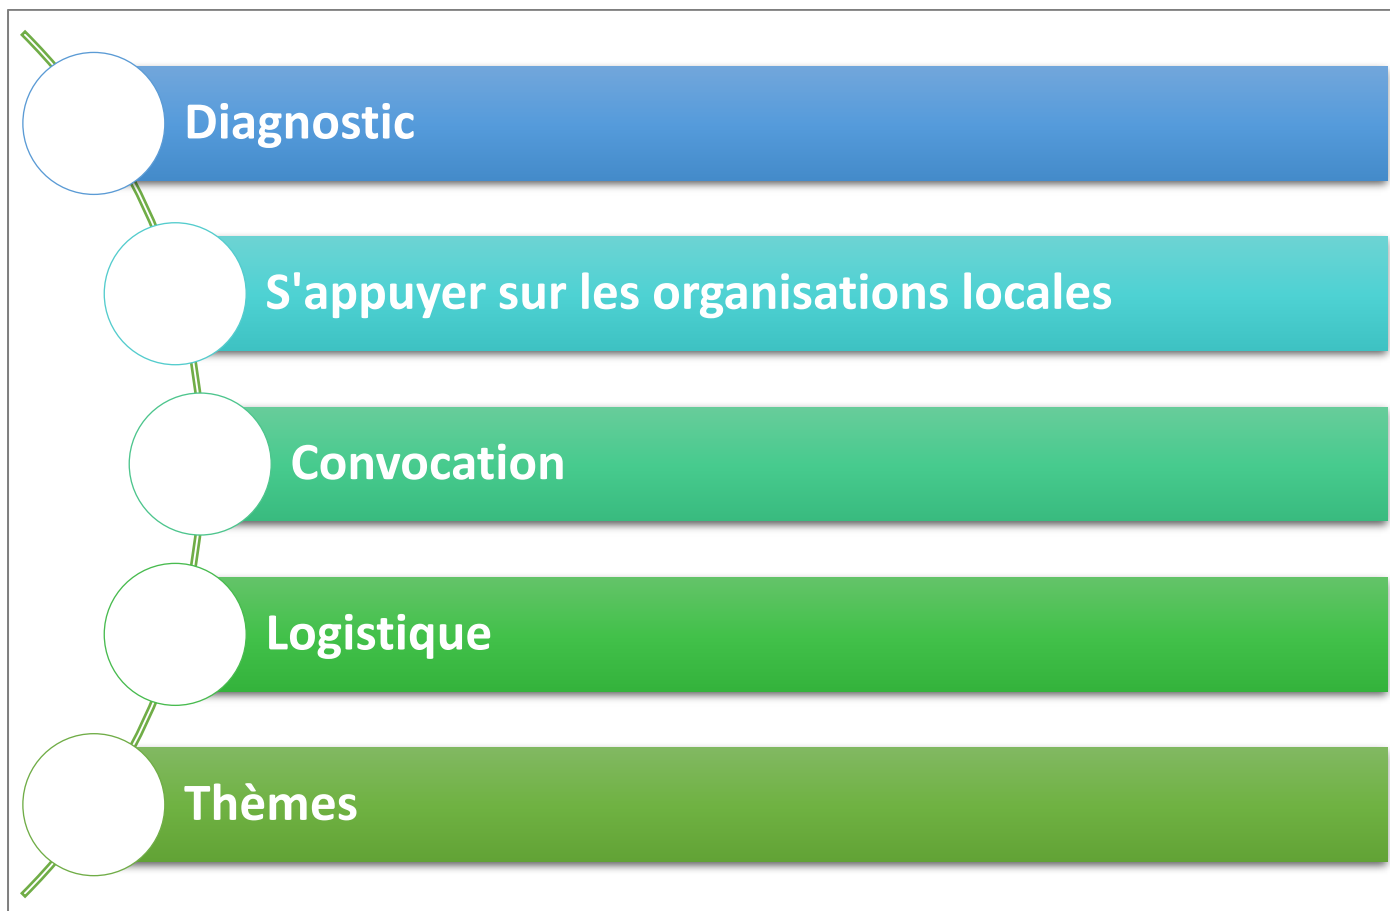 Diagnostic
S'appuyer sur les organisations locales
Convocation
Logistique
Thèmes